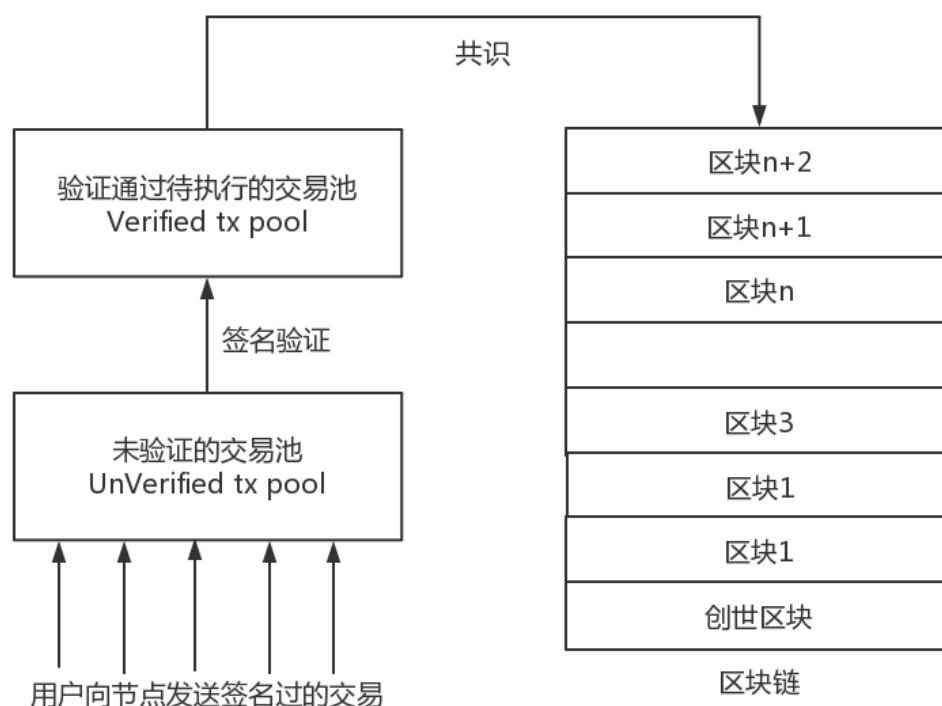 共识
验证通过待执行的交易池
Verified tx pool
签名验证
未验证的交易池
UnVerified tx pool
用户向节点发送签名过的交易
区块n+2
区块n+1
区块n
区块3
区块1
区块1
创世区块
区块链